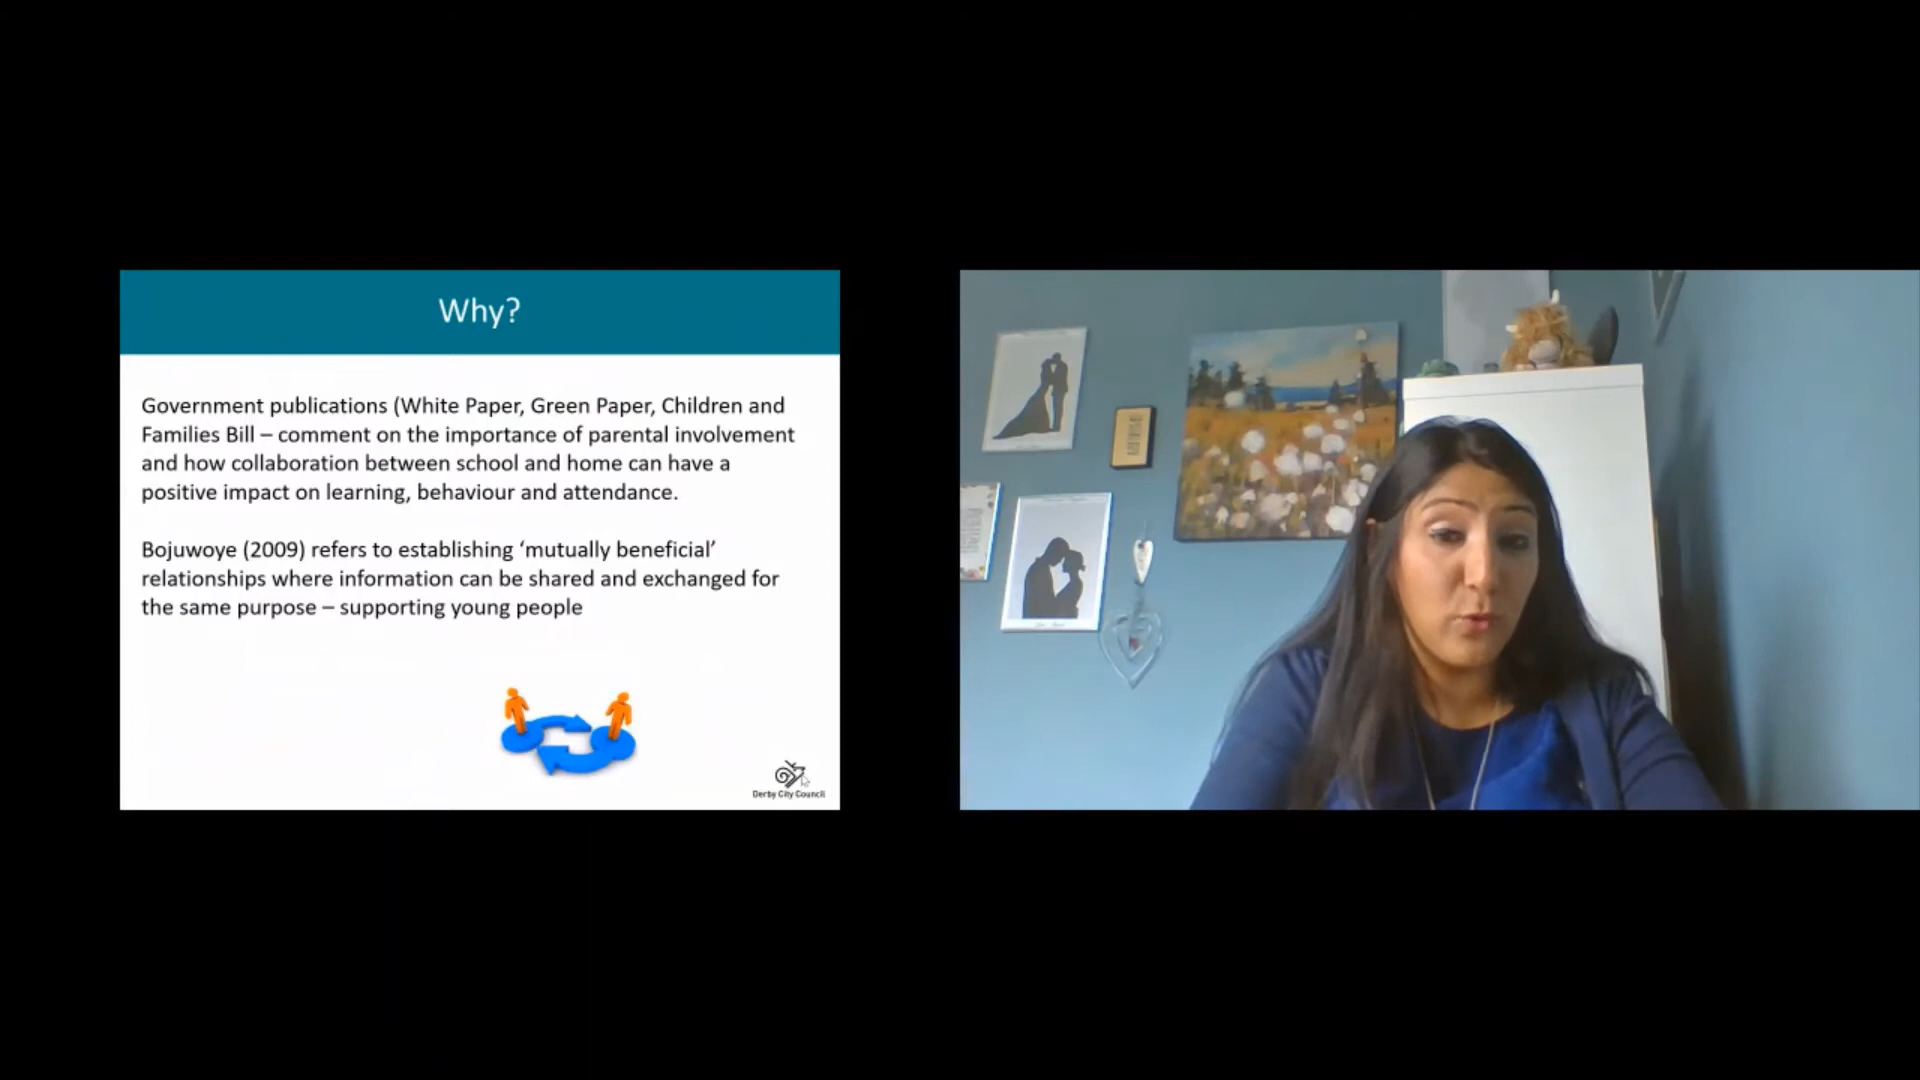 Why?
Government publications (White Paper, Green Paper, Children and
Families Bill – comment on the importance of parental involvement
and how collaboration between school and home can have a
positive impact on learning, behaviour and attendance.
Bojuwoye (2009) refers to establishing ‘mutually beneficial’
relationships where information can be shared and exchanged for
the same purpose – supporting young people
Derby City Council